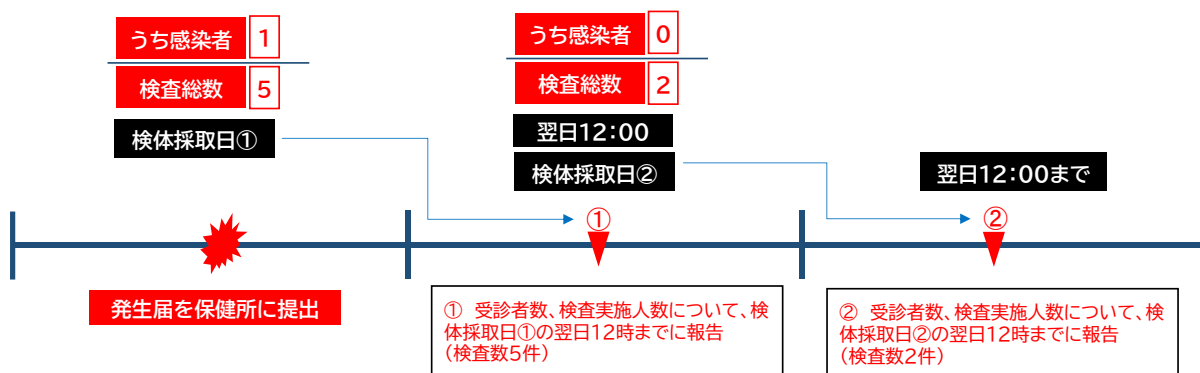 うち感染者 1
検査総数 5
検体採取日①
うち感染者 0
検査総数 2
翌日12:00
検体採取日②
翌日12:00まで
①
②
発生届を保健所に提出
① 受診者数、検査実施人数について、検
体採取日①の翌日12時までに報告
(検査数5件)
② 受診者数、検査実施人数について、検
体採取日②の翌日12時までに報告
(検査数2件)